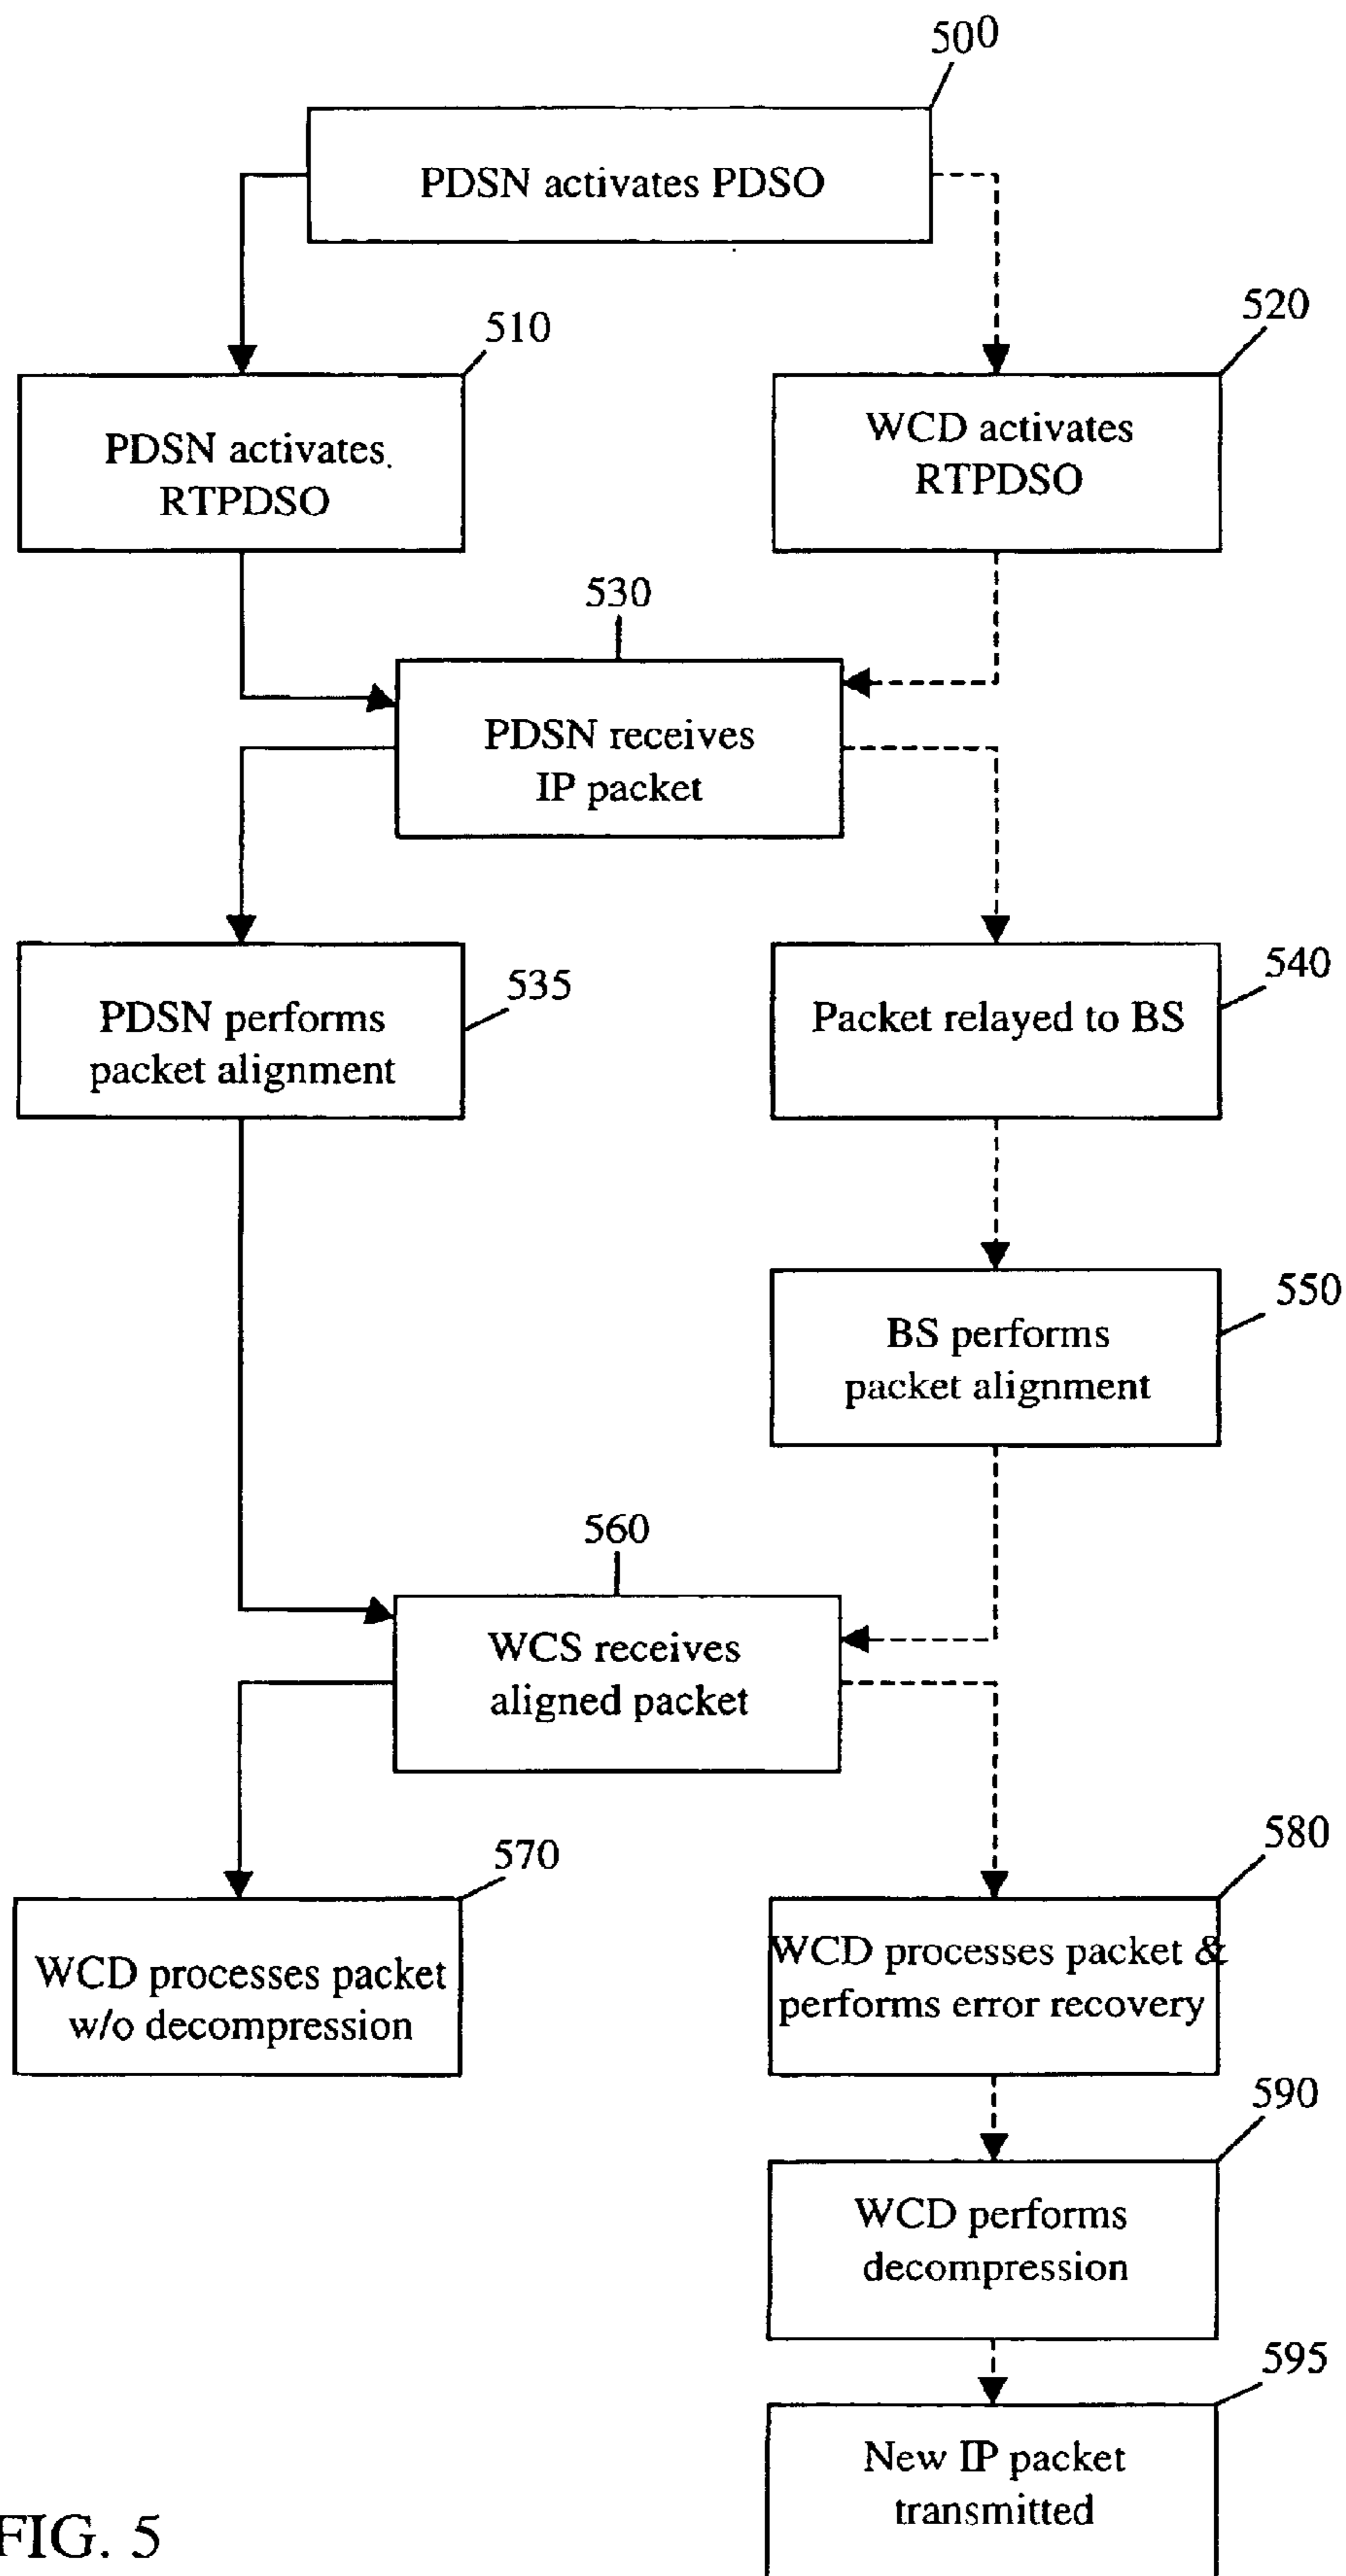 500
PDSN activates PDSO
510
520
PDSN activates.
RTPDSO
WCD activates
RTPDSO
530
PDSN receives
IP packet
535
540
PDSN performs
packet alignment
Packet relayed to BS
550
BS performs
packet alignment
560
WCS receives
aligned packet
570
580
WCD processes packet
w/o decompression
WCD processes packet &
performs error recovery
590
WCD performs
decompression
595
New IP packet
transmitted
FIG. 5